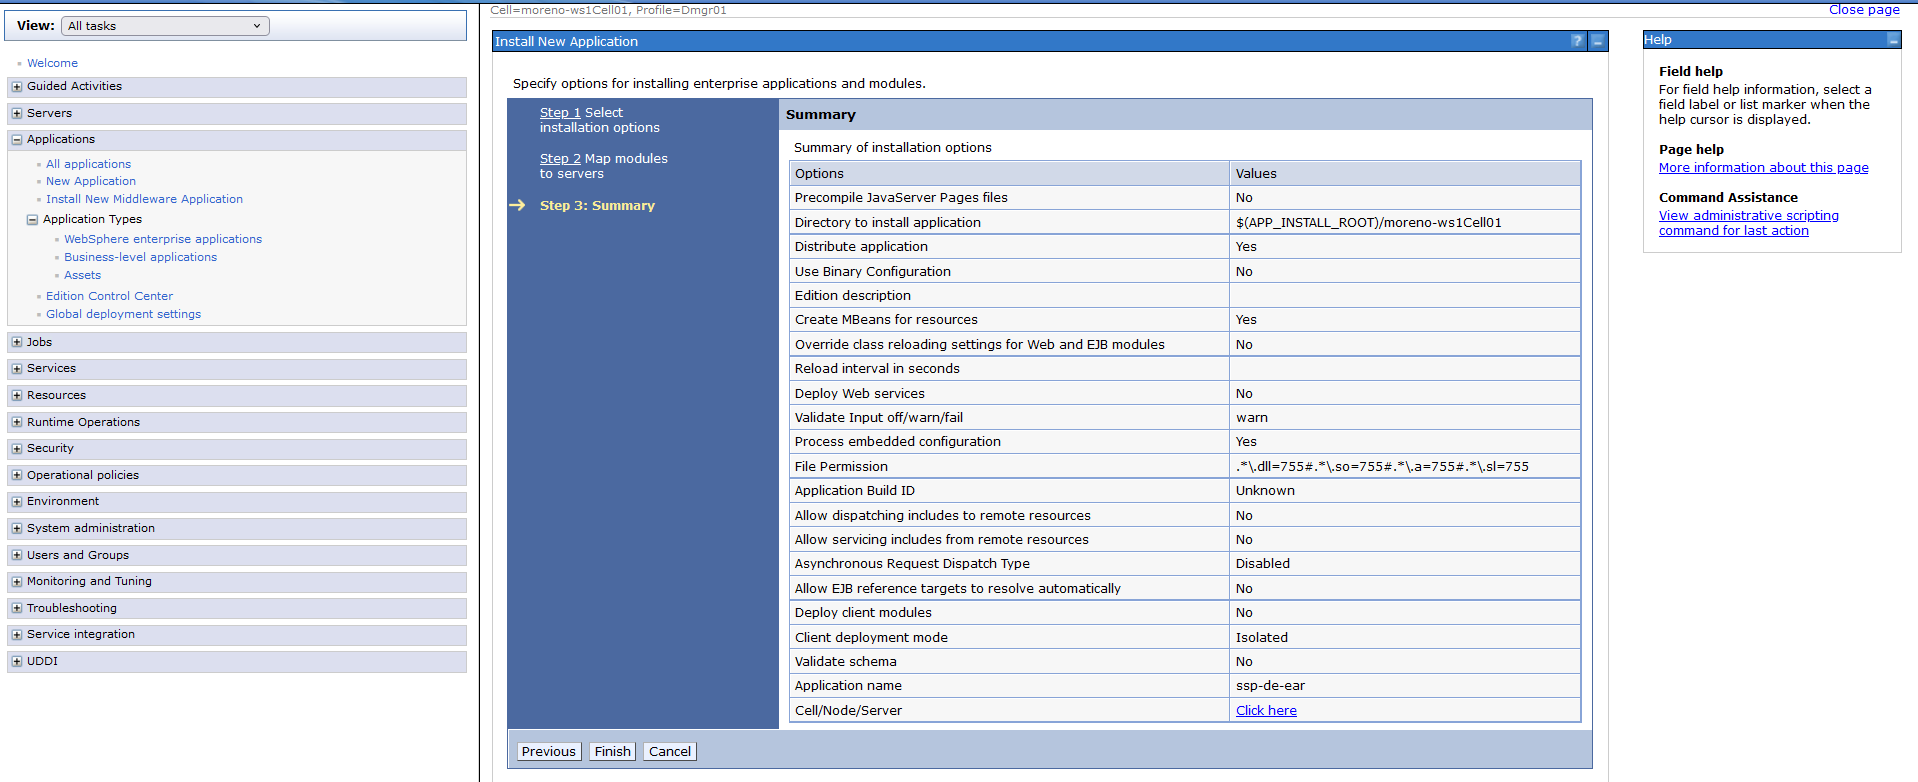 View: All tasks
Welcome
Guided Activities
Servers
Applications
All applications
New Application
Install New Middleware Application
Application Types
WebSphere enterprise applications
Business-level applications
Assets
Edition Control Center
Global deployment settings
Jobs
Services
Resources
Runtime Operations
Security
Operational policies
Environment
System administration
Users and Groups
Monitoring and Tuning
Troubleshooting
Service integration
UDDI
Cell=moreno-ws1Cell01, Profile=Dmgr01
Close page
Install New Application ? –
Specify options for installing enterprise applications and modules.
Step 1 Select
installation options
Step 2 Map modules
to servers
Step 3: Summary
Summary
Summary of installation options
Options Values
Precompile JavaServer Pages files No
Directory to install application $(APP_INSTALL_ROOT)/moreno-ws1Cell01
Distribute application Yes
Use Binary Configuration No
Edition description
Create MBeans for resources Yes
Override class reloading settings for Web and EJB modules No
Reload interval in seconds
Deploy Web services No
Validate Input off/warn/fail warn
Process embedded configuration Yes
File Permission .*\.dll=755#.*\.so=755#.*\.a=755#.*\.sl=755
Application Build ID Unknown
Allow dispatching includes to remote resources No
Allow servicing includes from remote resources No
Asynchronous Request Dispatch Type Disabled
Allow EJB reference targets to resolve automatically No
Deploy client modules No
Client deployment mode Isolated
Validate schema No
Application name ssp-de-ear
Cell/Node/Server Click here
Previous Finish Cancel
Help –
Field help
For field help information, select a
field label or list marker when the
help cursor is displayed.
Page help
More information about this page
Command Assistance
View administrative scripting
command for last action